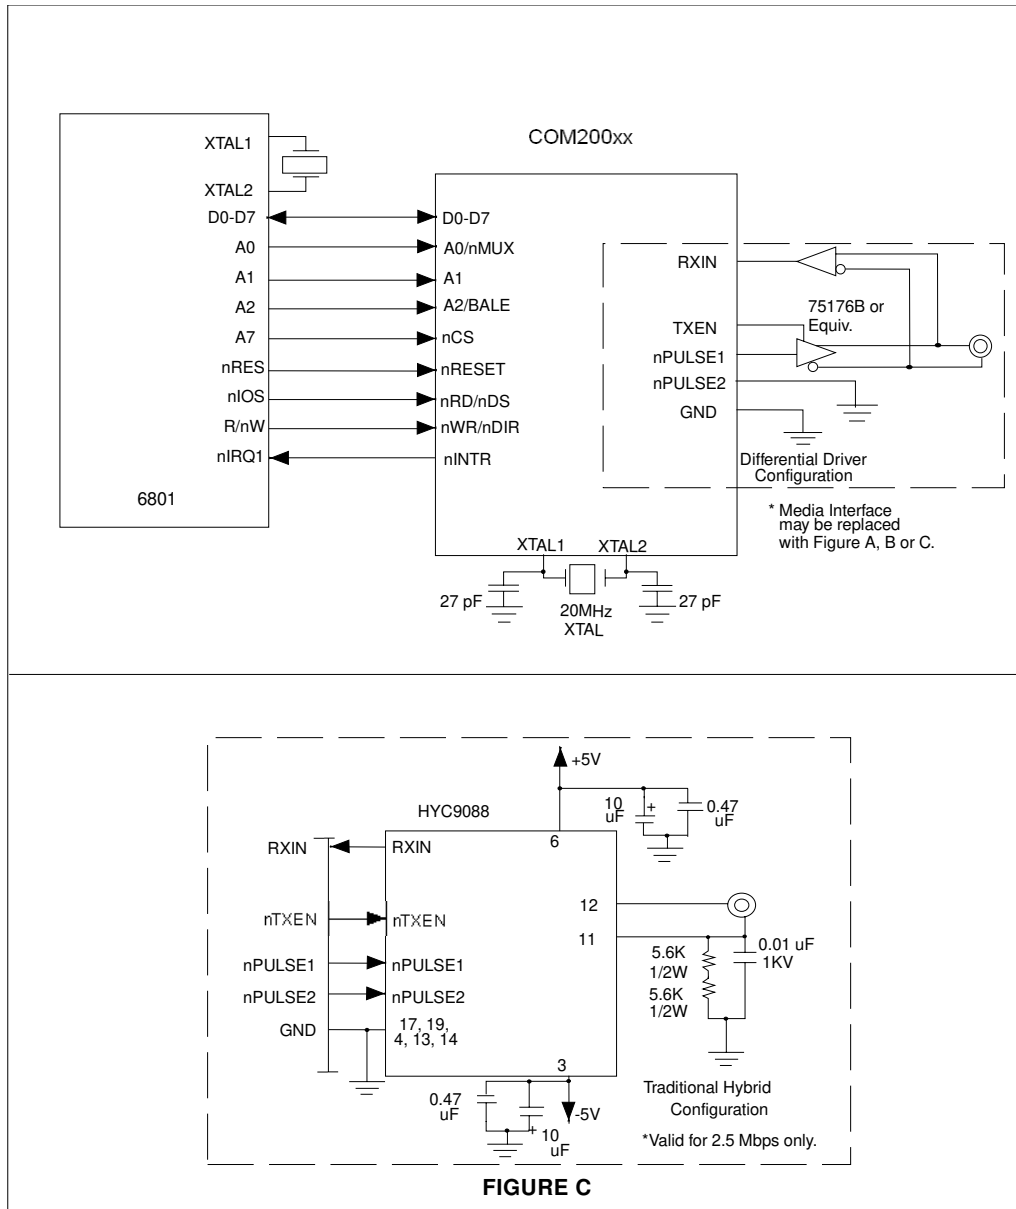 COM200xx
XTAL1
XTAL2
D0-D7
A0
A1
A2
A7
nRES
nIOS
R/nW
nIRQ1
6801
D0-D7
A0/nMUX
A1
A2/BALE
nCS
nRESET
nRD/nDS
nWR/nDIR
nINTR
RXIN
TXEN
nPULSE1
nPULSE2
GND
75176B or
Equiv.
Differential Driver
Configuration
* Media Interface
may be replaced
with Figure A, B or C.
XTAL1
XTAL2
27 pF
20MHz
XTAL
27 pF
+5V
10
uF
+
0.47
uF
HYC9088
6
RXIN
nTXEN
nPULSE1
nPULSE2
GND
RXIN
nTXEN
nPULSE1
nPULSE2
17, 19,
4, 13, 14
12
11
5.6K
1/2W
5.6K
1/2W
0.01 uF
1KV
3
0.47
uF
+
10
uF
-5V
Traditional Hybrid
Configuration
*Valid for 2.5 Mbps only.
FIGURE C